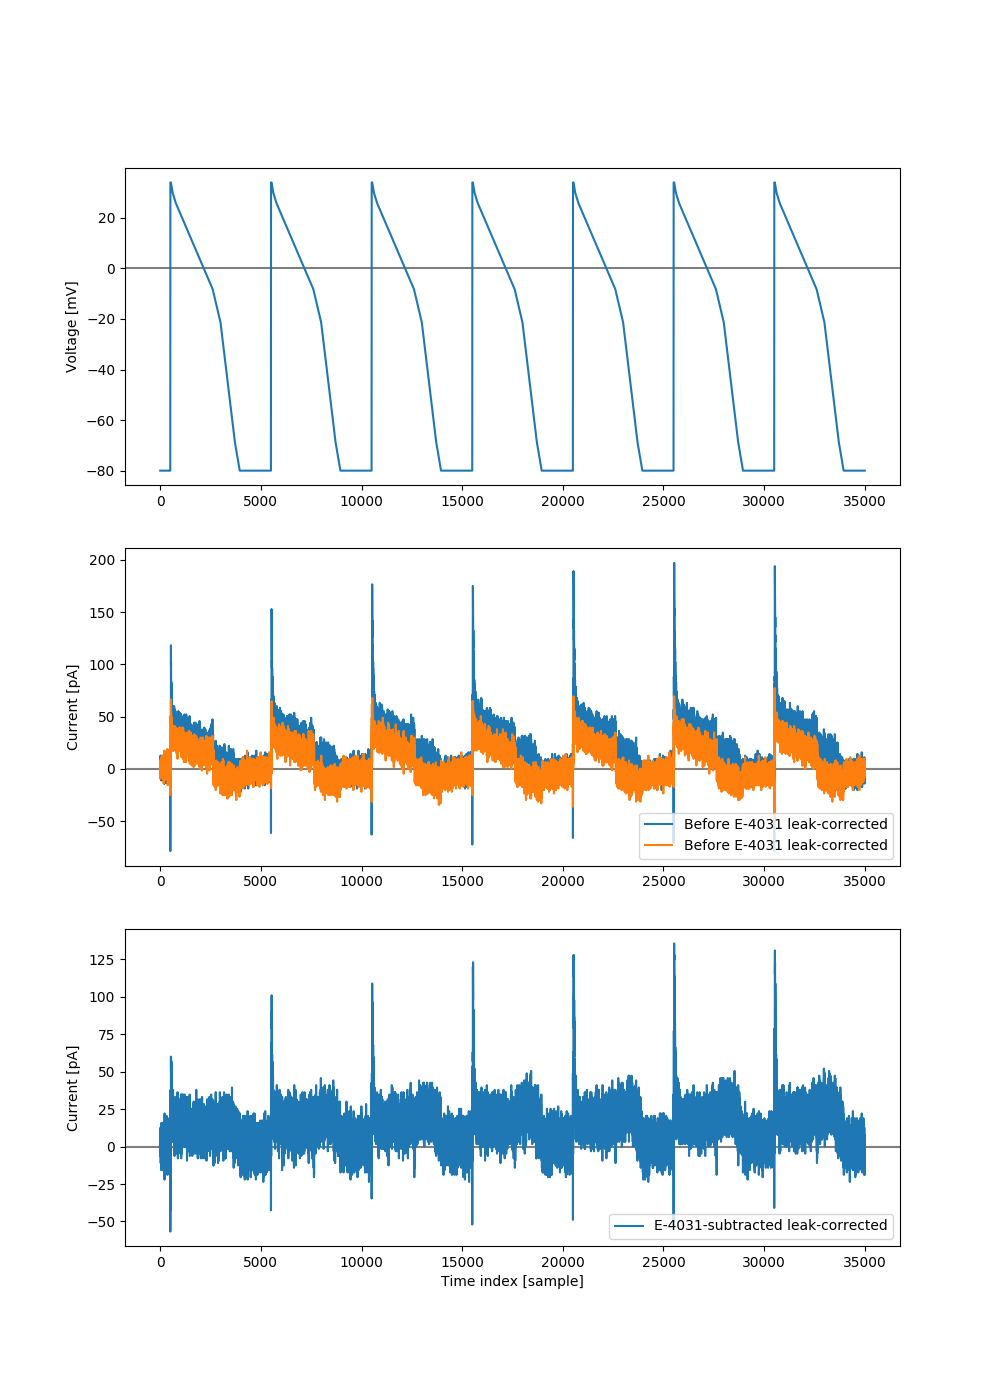 20
0
−20
−40
−60
−80
Voltage [mV]
0 5000 10000 15000 20000 25000 30000 35000
200
150
100
50
0
−50
Current [pA]
Before E-4031 leak-corrected
Before E-4031 leak-corrected
0 5000 10000 15000 20000 25000 30000 35000
125
100
75
50
25
0
−25
−50
Current [pA]
E-4031-subtracted leak-corrected
0 5000 10000 15000 20000 25000 30000 35000
Time index [sample]